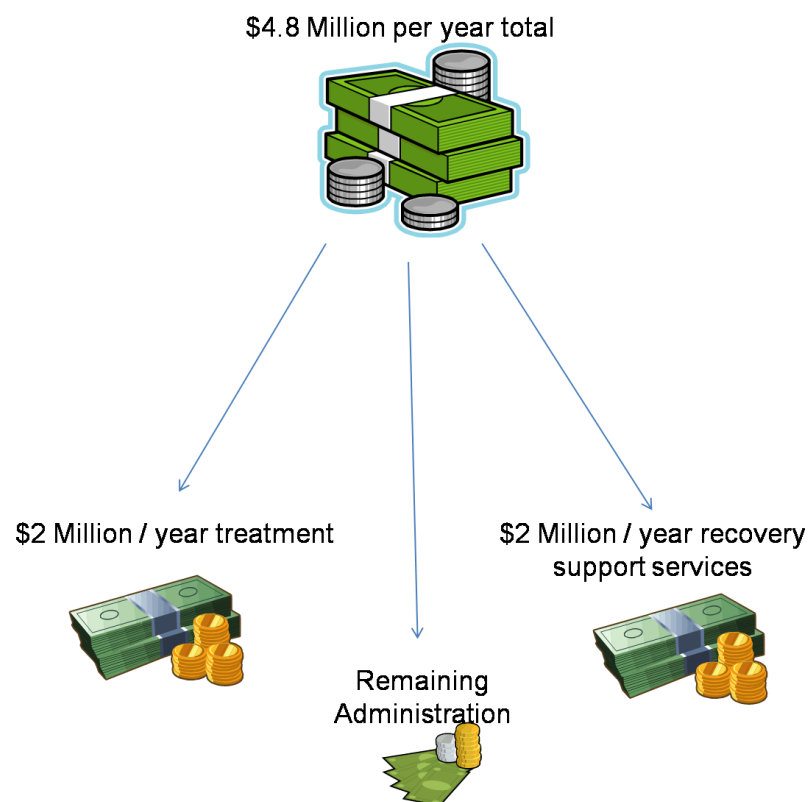 $4.8 Million per year total
$2 Million / year treatment
$2 Million / year recovery
support services
Remaining
Administration